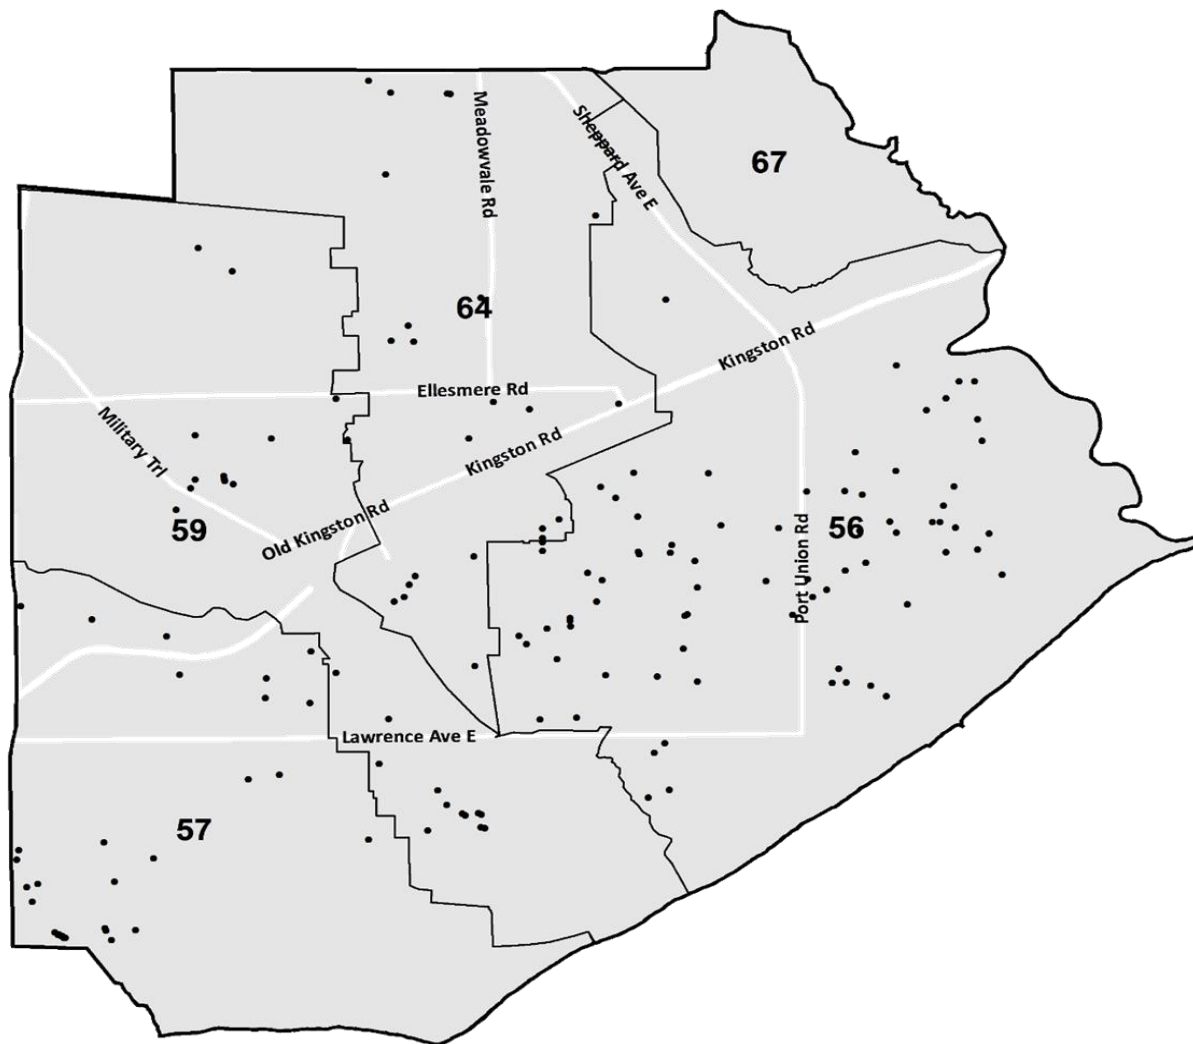 Meadowvale Rd
Sheppard Ave E
67
64
Kingston Rd
Ellesmere Rd
Military Trl
Kingston Rd
Old Kingston Rd
59
Port Union Rd
56
Lawrence Ave E
57